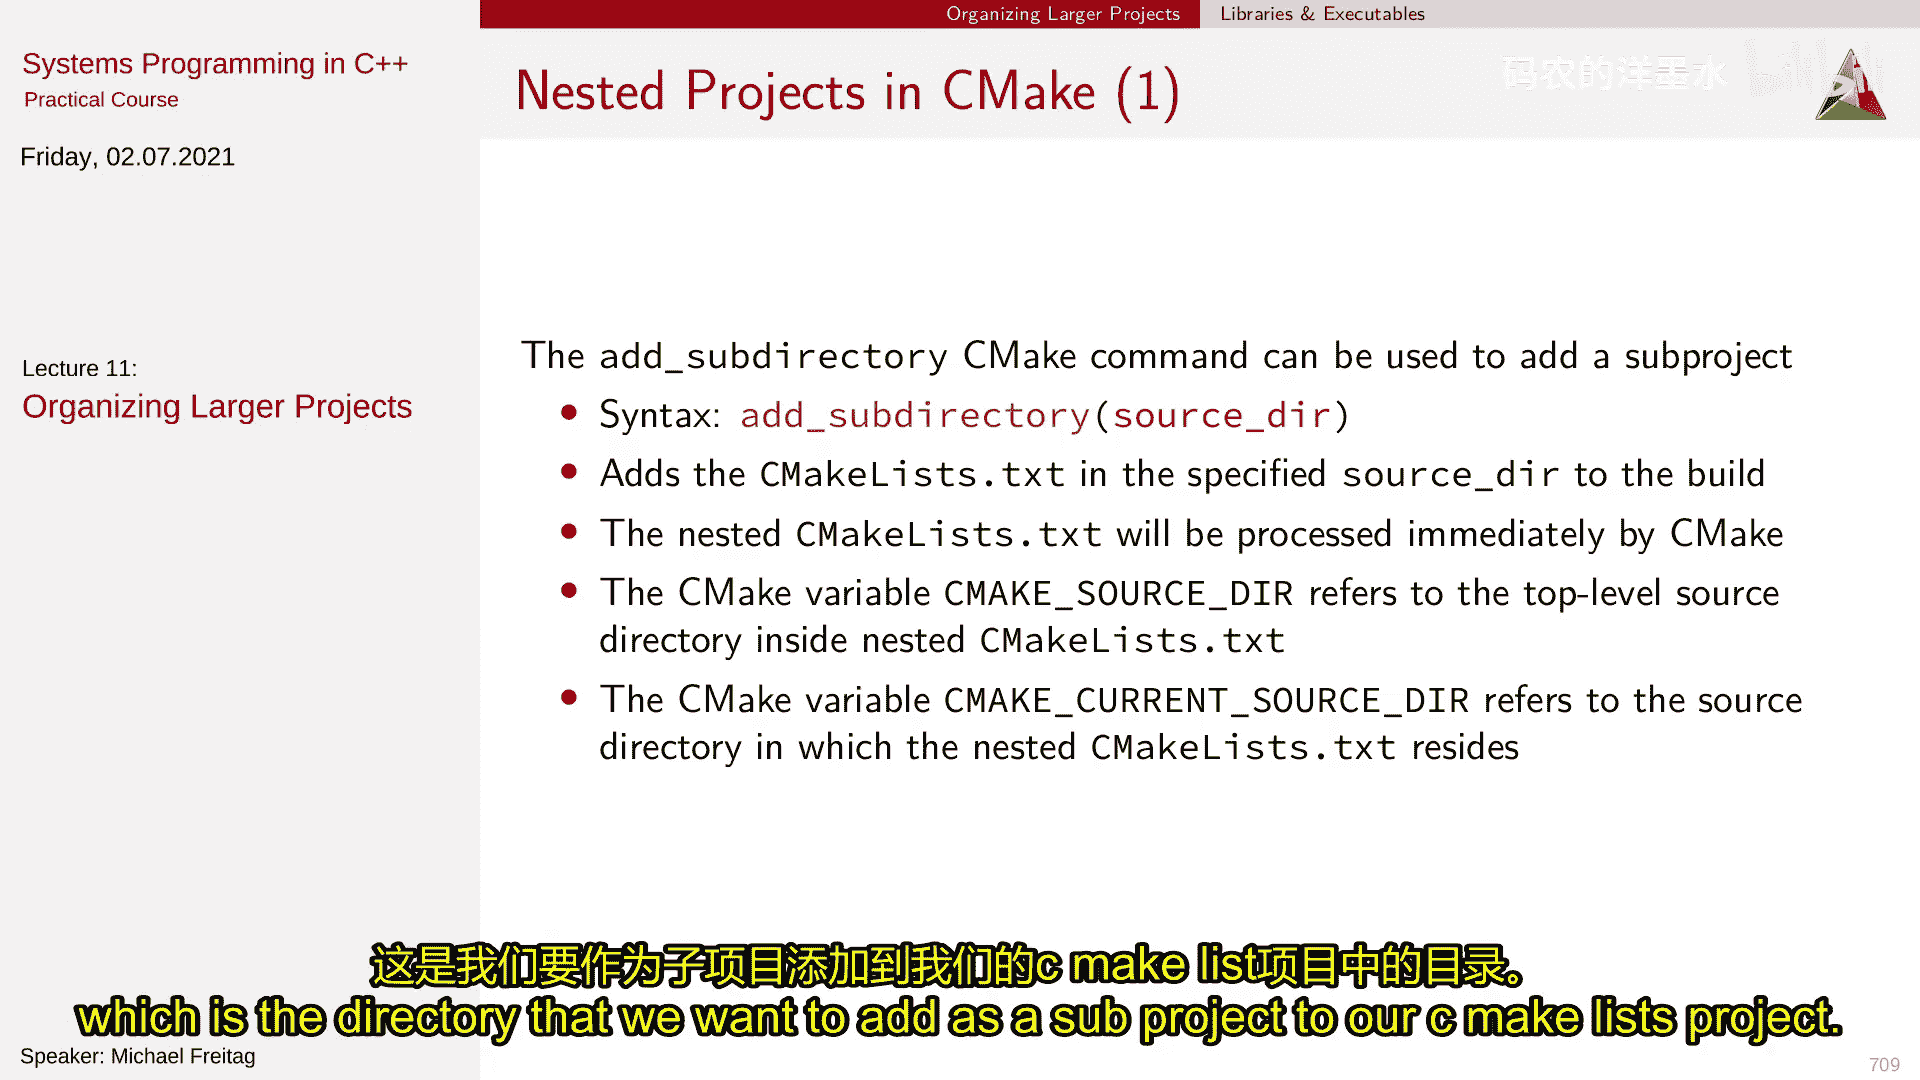 Organizing Larger Projects
Libraries & Executables
Systems Programming in C++
Practical Course
Friday, 02.07.2021
Nested Projects in CMake (1)
码农的洋墨水
Lecture 11:
Organizing Larger Projects
The add_subdirectory CMake command can be used to add a subproject
Syntax: add_subdirectory(source_dir)
Adds the CMakeLists.txt in the specified source_dir to the build
The nested CMakeLists.txt will be processed immediately by CMake
The CMake variable CMAKE_SOURCE_DIR refers to the top-level source
directory inside nested CMakeLists.txt
The CMake variable CMAKE_CURRENT_SOURCE_DIR refers to the source
directory in which the nested CMakeLists.txt resides
这是我们要作为子项目添加到我们的c make list项目中的目录。
which is the directory that we want to add as a sub project to our c make lists project.
Speaker: Michael Freitag
709